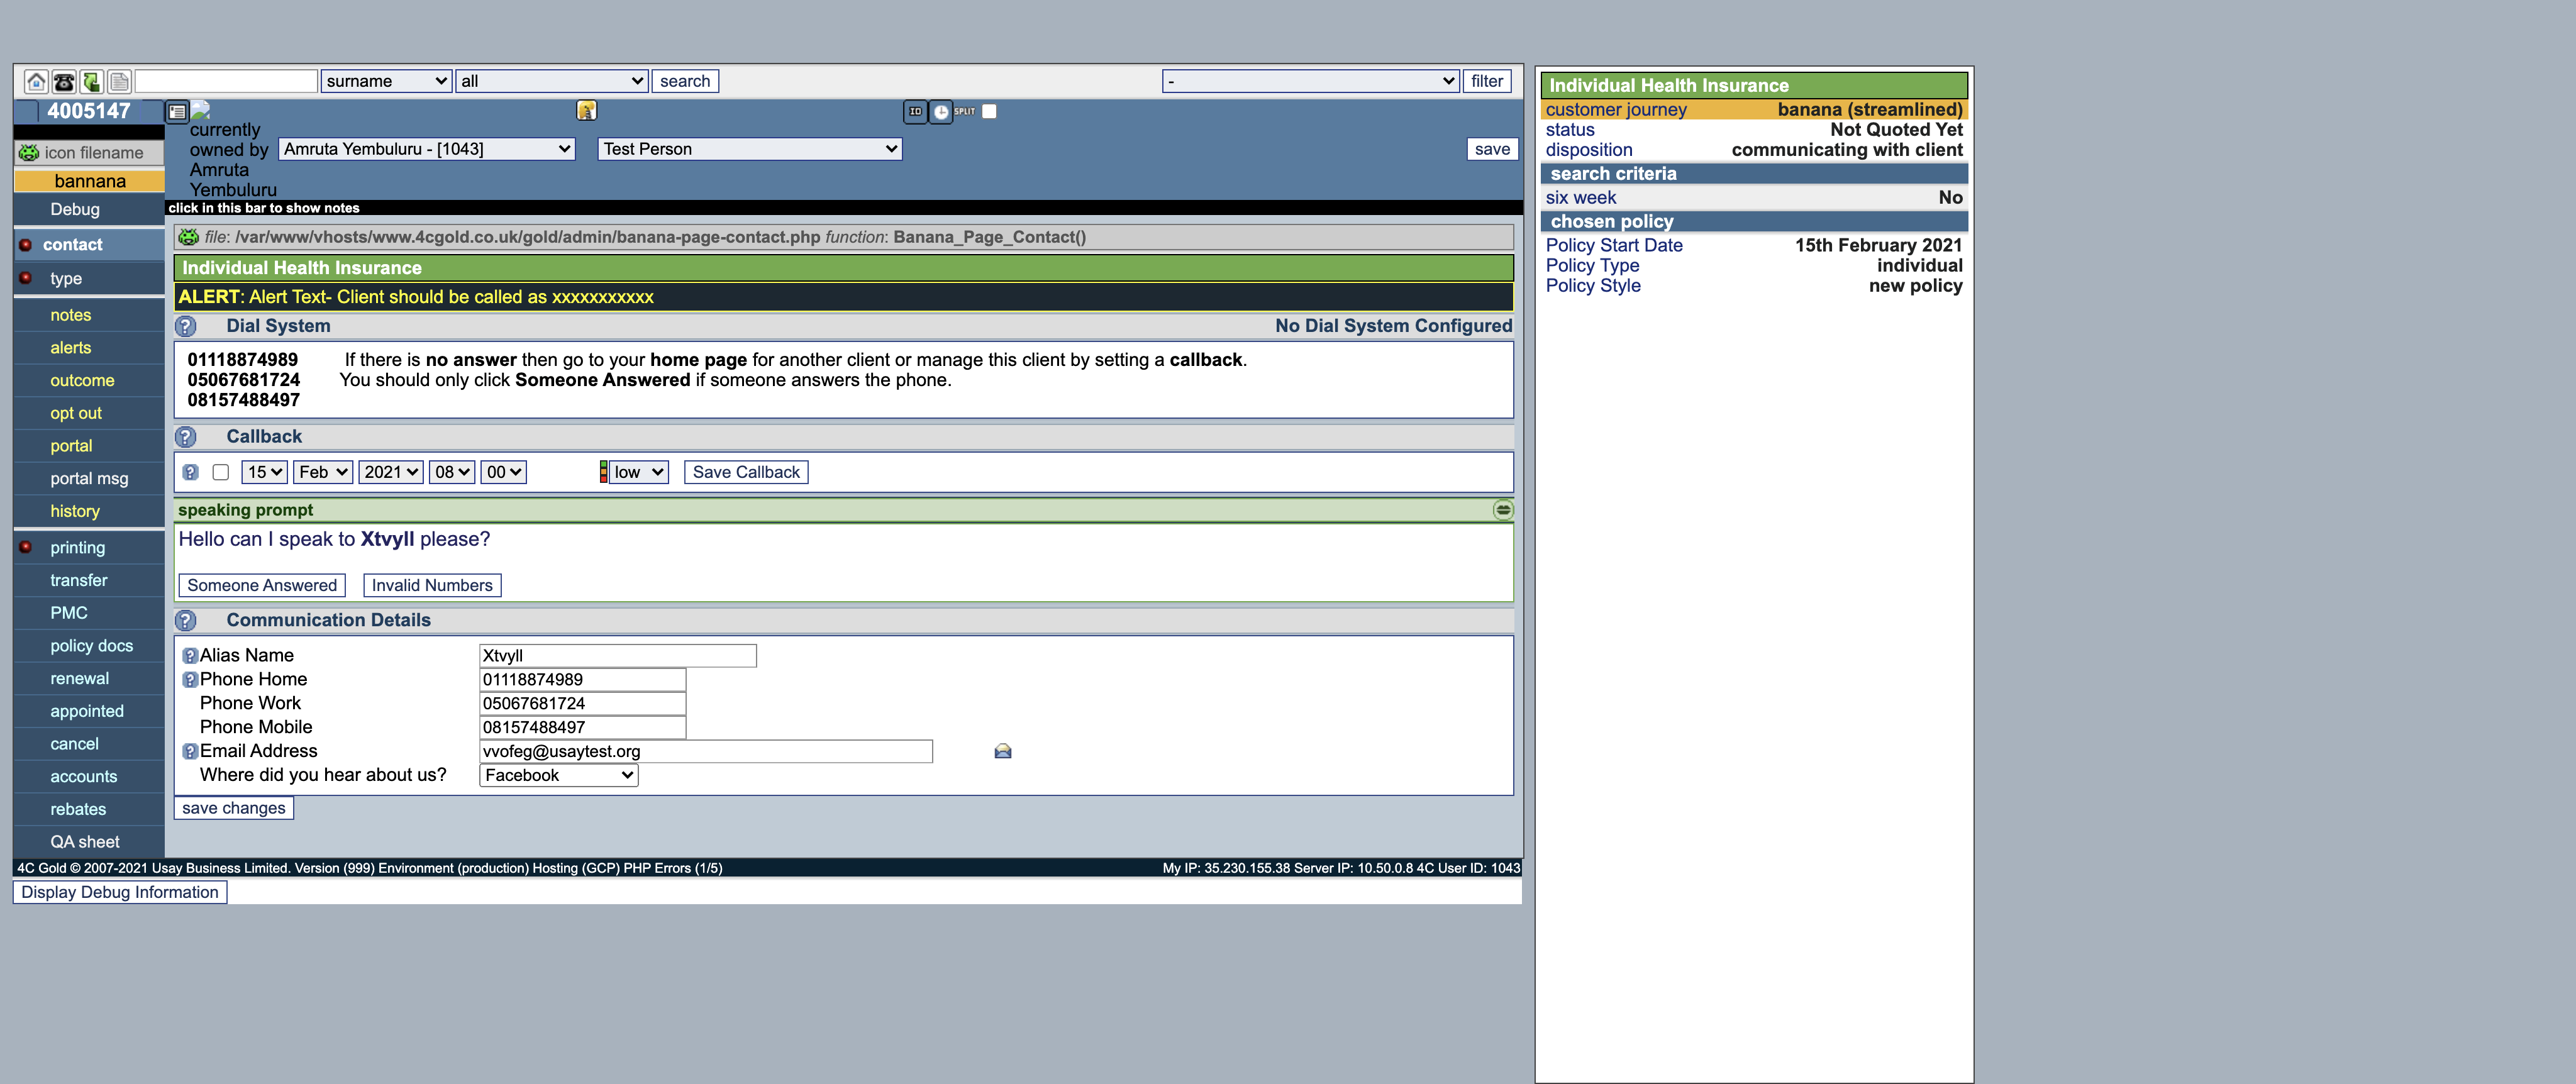 surname all search - filter
4005147
SPLIT
icon filename
currently
owned by
Amruta
Yembuluru
Amruta Yembuluru - [1043] Test Person save
bannana
Debug
contact
type
notes
alerts
outcome
opt out
portal
portal msg
history
printing
transfer
PMC
policy docs
renewal
appointed
cancel
accounts
rebates
QA sheet
click in this bar to show notes
file: /var/www/vhosts/www.4cgold.co.uk/gold/admin/banana-page-contact.php function: Banana_Page_Contact()
Individual Health Insurance
ALERT: Alert Text- Client should be called as xxxxxxxxxxx
Dial System No Dial System Configured
01118874989 If there is no answer then go to your home page for another client or manage this client by setting a callback.
05067681724 You should only click Someone Answered if someone answers the phone.
08157488497
Callback
15 Feb 2021 08 00 low Save Callback
speaking prompt
Hello can I speak to Xtvyll please?
Someone Answered Invalid Numbers
Communication Details
Alias Name Xtvyll
Phone Home 01118874989
Phone Work 05067681724
Phone Mobile 08157488497
Email Address vvofeg@usaytest.org
Where did you hear about us? Facebook
save changes
4C Gold © 2007-2021 Usay Business Limited. Version (999) Environment (production) Hosting (GCP) PHP Errors (1/5) My IP: 35.230.155.38 Server IP: 10.50.0.8 4C User ID: 1043
Display Debug Information
Individual Health Insurance
customer journey banana (streamlined)
status Not Quoted Yet
disposition communicating with client
search criteria
six week No
chosen policy
Policy Start Date 15th February 2021
Policy Type individual
Policy Style new policy